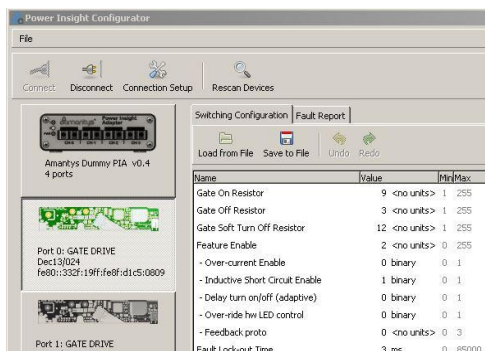 Power Insight Configurator
File
Connect Disconnect Connection Setup Rescan Devices
Switching Configuration Fault Report
Load from File Save to File Undo Redo
Name Value Min Max
Gate On Resistor 9 <no units> 1 255
Gate Off Resistor 3 <no units> 1 255
Gate Soft Turn Off Resistor 12 <no units> 1 255
Feature Enable 2 <no units> 0 255
- Over-current Enable 0 binary 0 1
- Inductive Short Circuit Enable 1 binary 0 1
- Delay turn on/off (adaptive) 0 binary 0 1
- Over-ride hw LED control 0 binary 0 1
- Feedback proto 0 <no units> 0 3
Fault Lock-out Time 3 ms 0 85000
Amantys Power Insight
Adapter
Amantys Dummy PIA v0.4
4 ports
Port 0: GATE DRIVE
Dec13/024
fe80::332f:19ff:fe8f:d1c5:0809
Port 1: GATE DRIVE